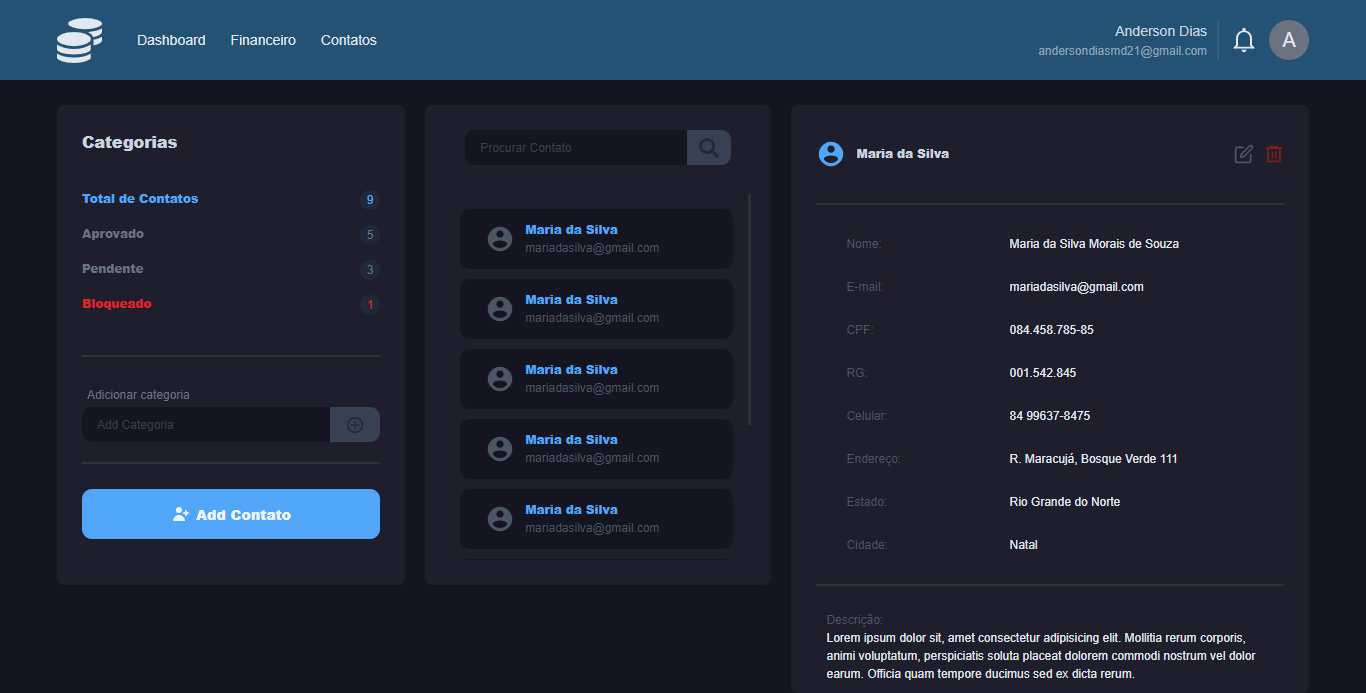 Dashboard Financeiro Contatos
Anderson Dias
andersondiasmd21@gmail.com
A
Categorias
Total de Contatos 9
Aprovado 5
Pendente 3
Bloqueado 1
Adicionar categoria
Add Categoria
Add Contato
Procurar Contato
Maria da Silva
mariadasilva@gmail.com
Maria da Silva
mariadasilva@gmail.com
Maria da Silva
mariadasilva@gmail.com
Maria da Silva
mariadasilva@gmail.com
Maria da Silva
mariadasilva@gmail.com
Maria da Silva
Nome: Maria da Silva Morais de Souza
E-mail: mariadasilva@gmail.com
CPF: 084.458.785-85
RG: 001.542.845
Celular: 84 99637-8475
Endereço: R. Maracujá, Bosque Verde 111
Estado: Rio Grande do Norte
Cidade: Natal
Descrição:
Lorem ipsum dolor sit, amet consectetur adipisicing elit. Mollitia rerum corporis,
animi voluptatum, perspiciatis soluta placeat dolorem commodi nostrum vel dolor
earum. Officia quam tempore ducimus sed ex dicta rerum.